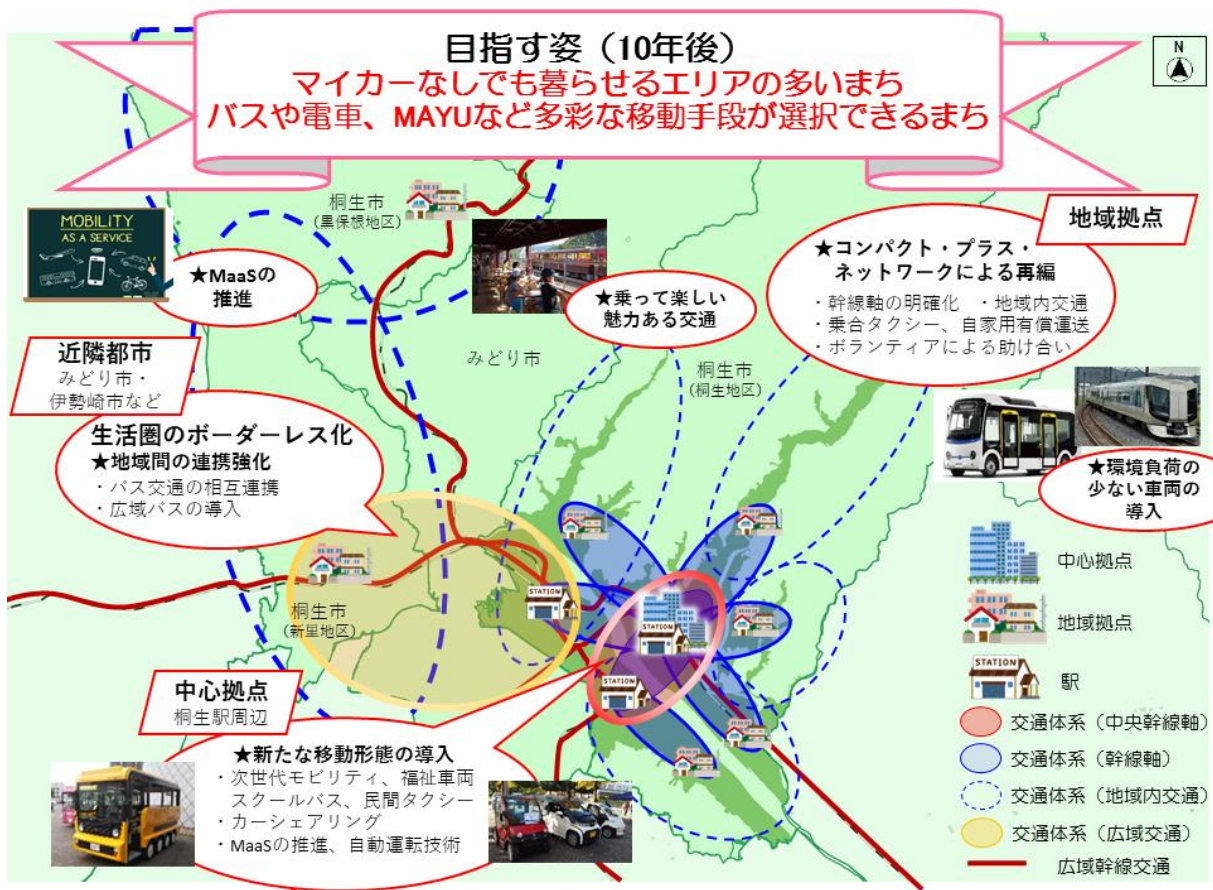 目指す姿（10年後）
マイカーなしでも暮らせるエリアの多いまち
バスや電車、MAYUなど多彩な移動手段が選択できるまち
N
桐生市
（黒保根地区）
MOBILITY
AS A SERVICE
★MaaSの
推進
★乗って楽しい
魅力ある交通
地域拠点
★コンパクト・プラス・
ネットワークによる再編
・幹線軸の明確化　・地域内交通
・乗合タクシー、自家用有償運送
・ボランティアによる助け合い
近隣都市
みどり市・
伊勢崎市など
みどり市
桐生市
（桐生地区）
生活圏のボーダーレス化
★地域間の連携強化
・バス交通の相互連携
・広域バスの導入
★環境負荷の
少ない車両の
導入
桐生市
（新里地区）
STATION
STATION
STATION
中心拠点
桐生駅周辺
★新たな移動形態の導入
・次世代モビリティ、福祉車両
スクールバス、民間タクシー
・カーシェアリング
・MaaSの推進、自動運転技術
中心拠点
地域拠点
STATION
駅
交通体系（中央幹線軸）
交通体系（幹線軸）
交通体系（地域内交通）
交通体系（広域交通）
広域幹線交通